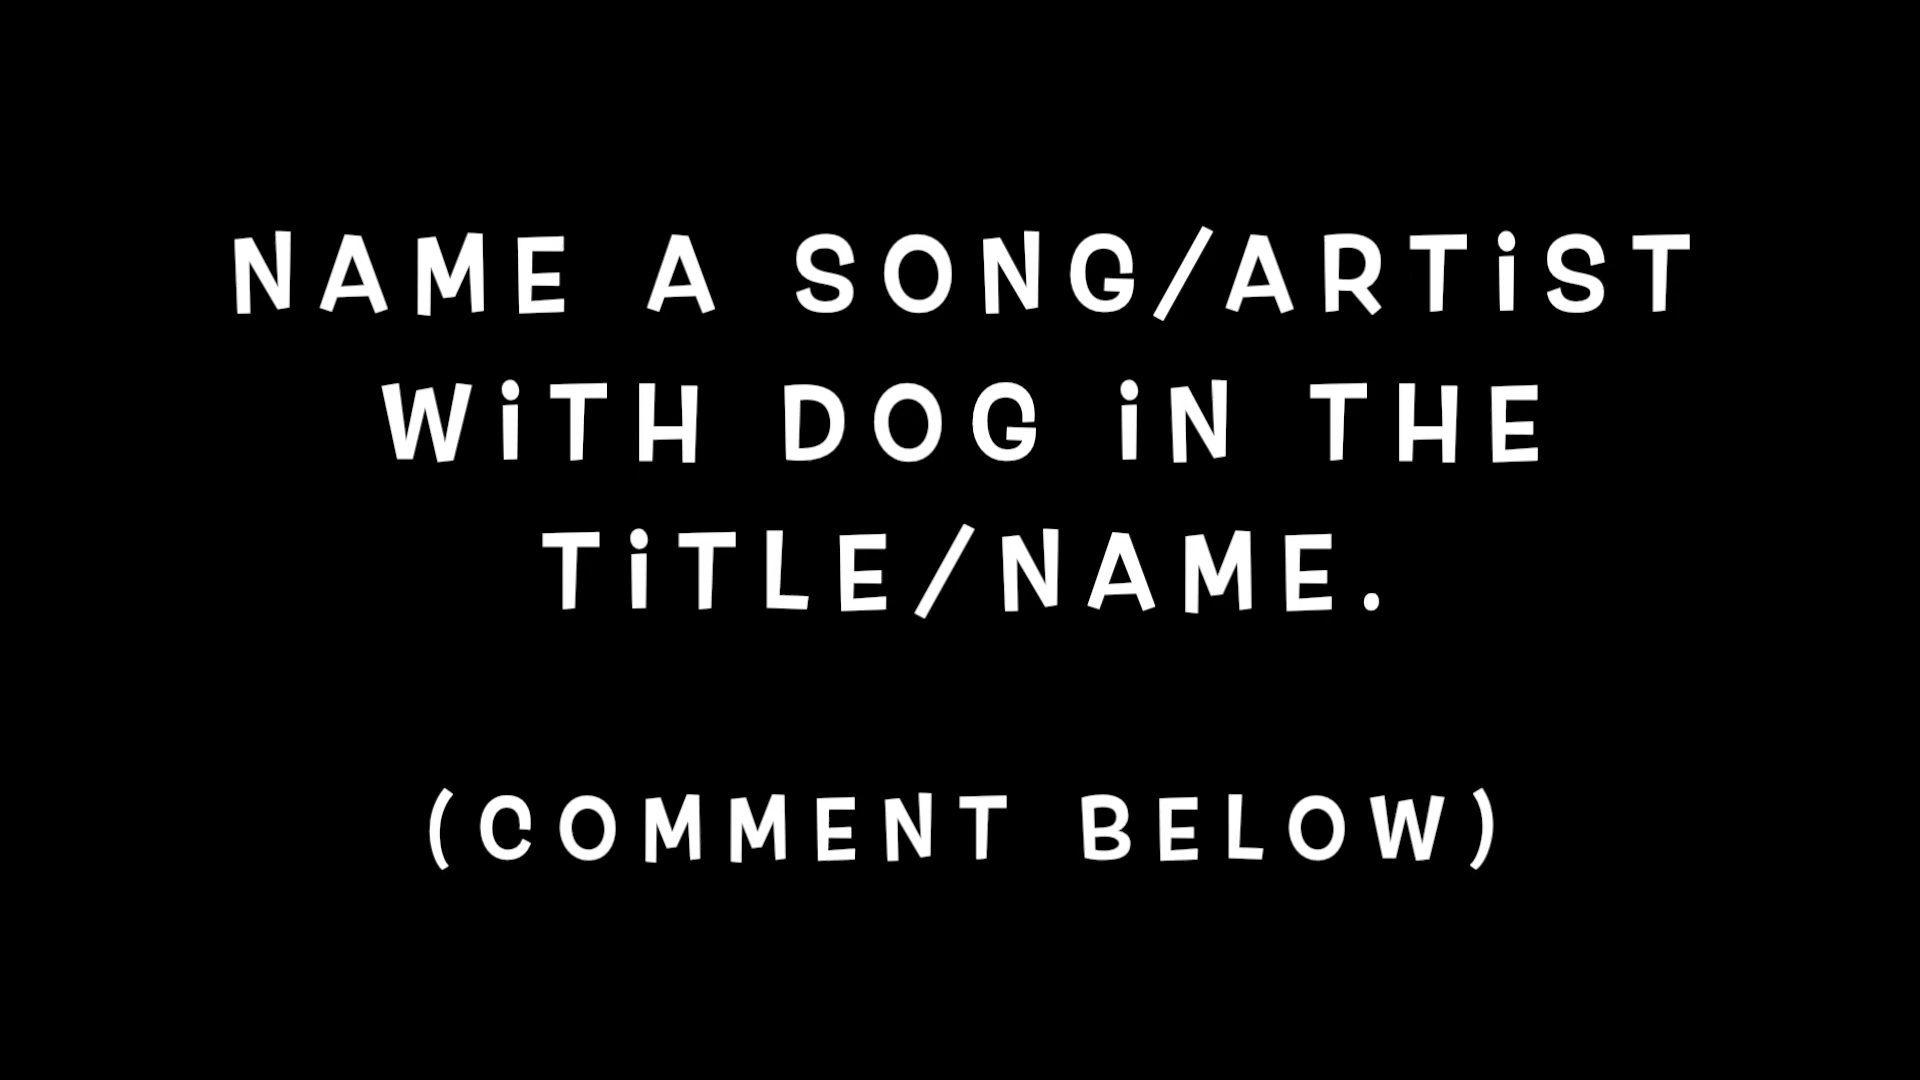 NAME A SONG/ARTiST
WiTH DOG iN THE
TiTLE/NAME.
(COMMENT BELOW)